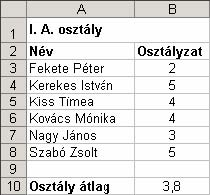 A B
1 I. A. osztály
2 Név Osztályzat
3 Fekete Péter 2
4 Kerekes István 5
5 Kiss Tímea 4
6 Kovács Mónika 4
7 Nagy János 3
8 Szabó Zsolt 5
9
10 Osztály átlag 3,8